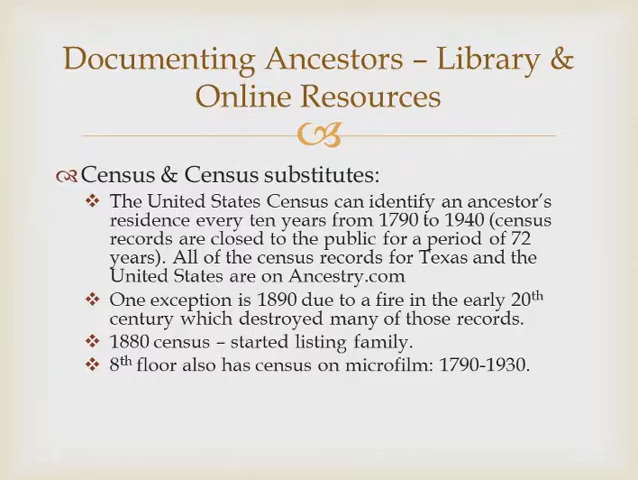 Documenting Ancestors – Library &
Online Resources
Census & Census substitutes:
The United States Census can identify an ancestor's
residence every ten years from 1790 to 1940 (census
records are closed to the public for a period of 72
years). All of the census records for Texas and the
United States are on Ancestry.com
One exception is 1890 due to a fire in the early 20th
century which destroyed many of those records.
1880 census – started listing family.
8th floor also has census on microfilm: 1790-1930.